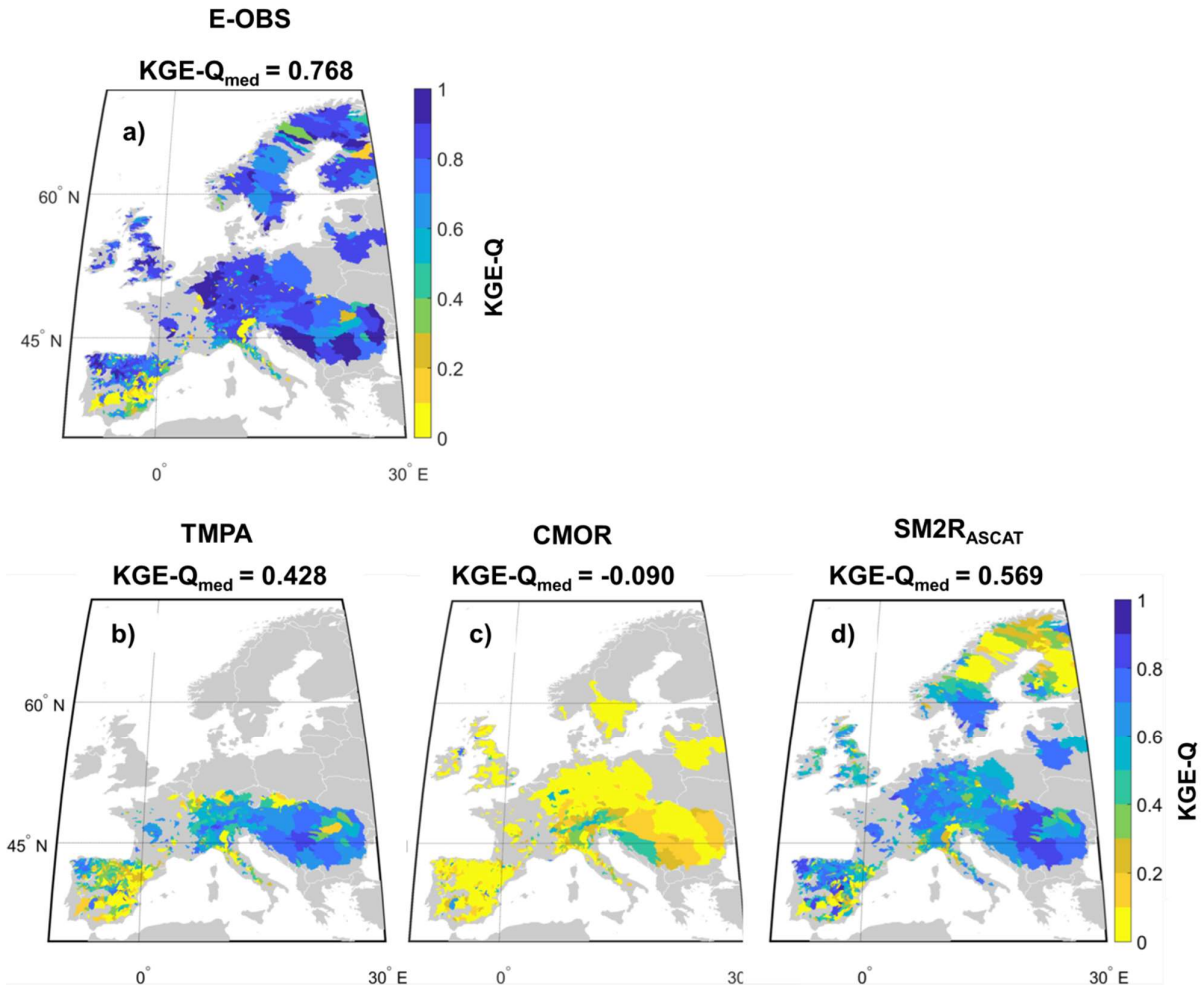 E-OBS
KGE-Qmed = 0.768
a)
60° N
45° N
0°
30° E
1
0.8
0.6
0.4
0.2
0
KGE-Q
TMPA
KGE-Qmed = 0.428
b)
60° N
45° N
0°
30° E
CMOR
KGE-Qmed = -0.090
c)
0°
30
SM2RASCAT
KGE-Qmed = 0.569
d)
0°
30° E
1
0.8
0.6
0.4
0.2
0
KGE-Q